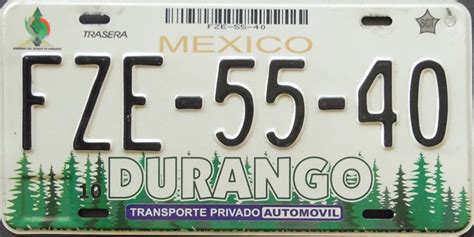 TRASERA
FZE-55-40
SCT
MEXICO
FZE-55-40
10
DURANGO
TRANSPORTE PRIVADO AUTOMOVIL